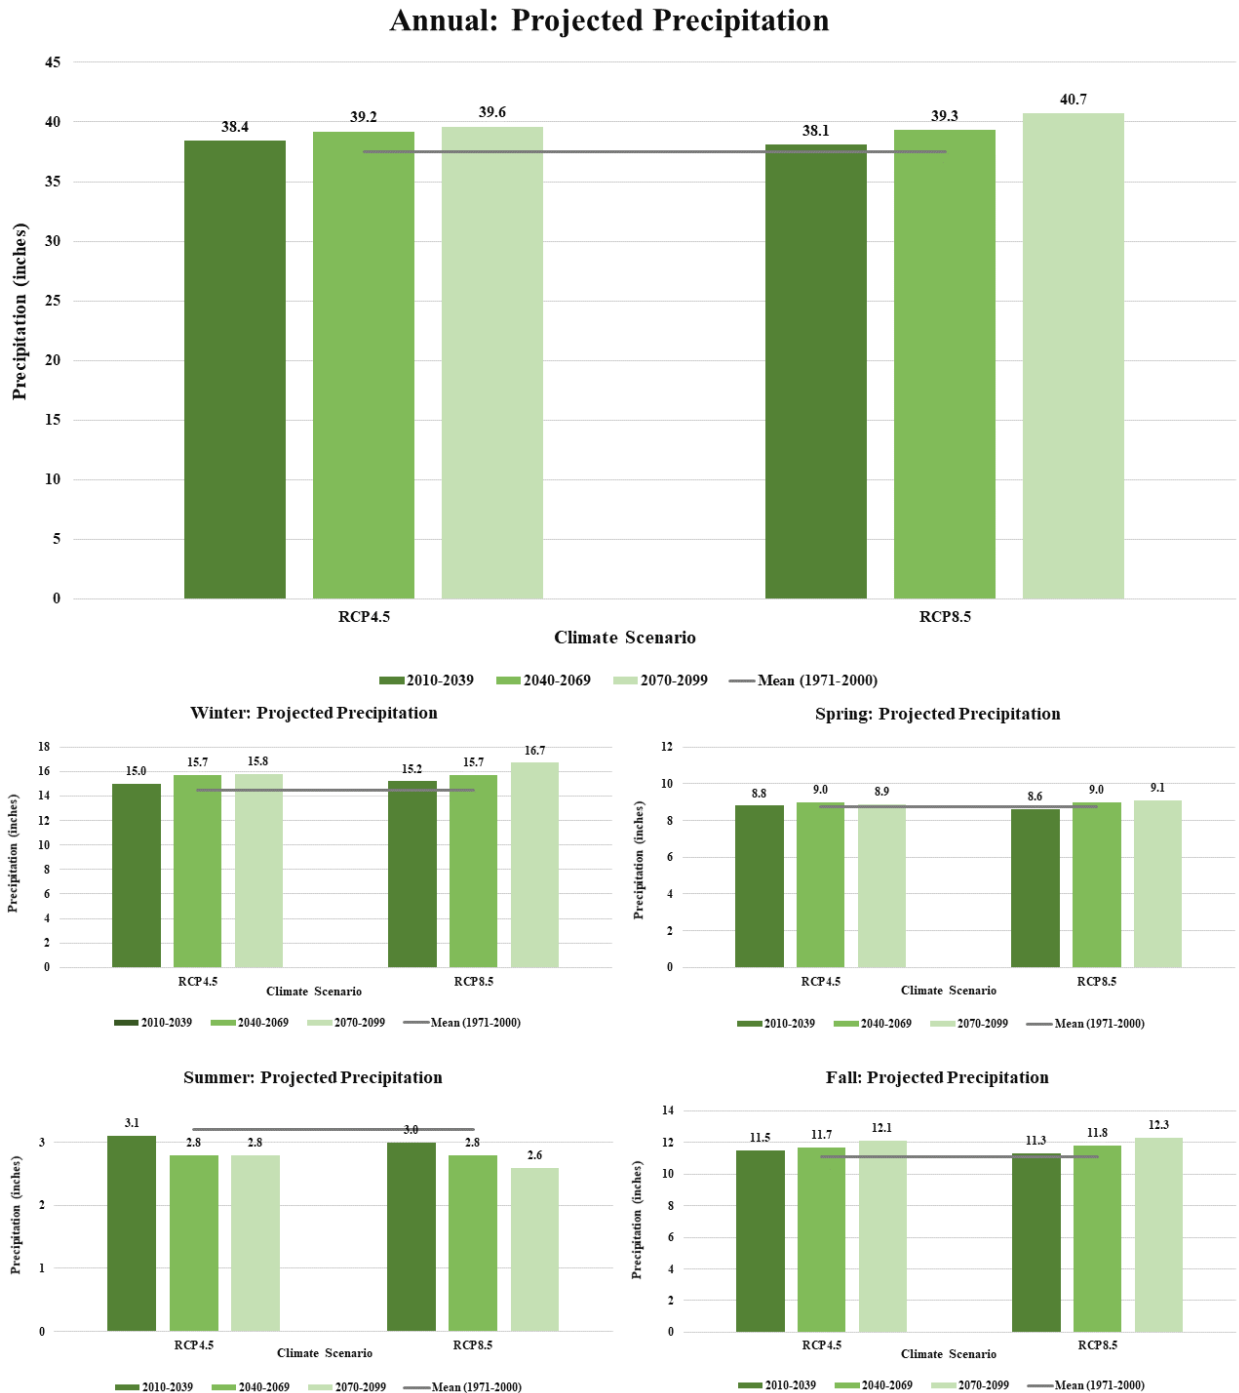 Annual: Projected Precipitation
45
40
35
30
25
20
15
10
5
0
Precipitation (inches)
38.4
39.2
39.6
38.1
39.3
40.7
RCP4.5
RCP8.5
Climate Scenario
2010-2039 2040-2069 2070-2099 Mean (1971-2000)
Winter: Projected Precipitation
18
16
14
12
10
8
6
4
2
0
Precipitation (inches)
15.0
15.7
15.8
15.2
15.7
16.7
RCP4.5
RCP8.5
Climate Scenario
2010-2039 2040-2069 2070-2099 Mean (1971-2000)
Spring: Projected Precipitation
12
10
8
6
4
2
0
Precipitation (inches)
8.8
9.0
8.9
8.6
9.0
9.1
RCP4.5
RCP8.5
Climate Scenario
2010-2039 2040-2069 2070-2099 Mean (1971-2000)
Summer: Projected Precipitation
3
2
1
0
Precipitation (inches)
3.1
2.8
2.8
3.0
2.8
2.6
RCP4.5
RCP8.5
Climate Scenario
2010-2039 2040-2069 2070-2099 Mean (1971-2000)
Fall: Projected Precipitation
14
12
10
8
6
4
2
0
Precipitation (inches)
11.5
11.7
12.1
11.3
11.8
12.3
RCP4.5
RCP8.5
Climate Scenario
2010-2039 2040-2069 2070-2099 Mean (1971-2000)